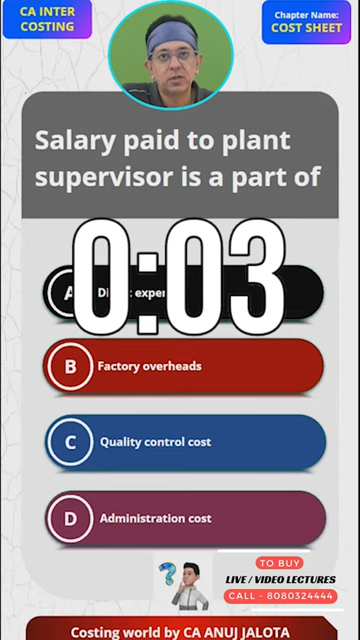 CA INTER
COSTING
Chapter Name:
COST SHEET
Salary paid to plant
supervisor is a part of
0:03
A
B Factory overheads
C Quality control cost
D Administration cost
?
TO BUY
LIVE / VIDEO LECTURES
CALL - 8080324444
Costing world by CA ANUJ JALOTA